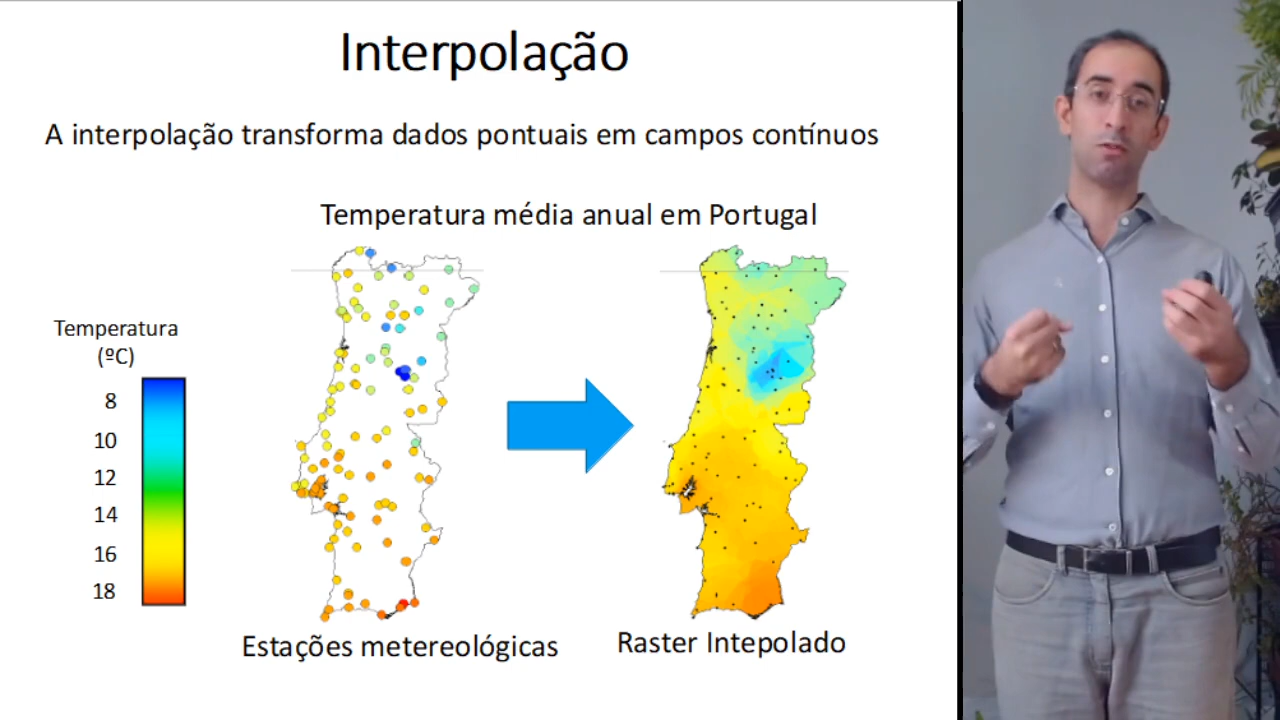 Interpolação
A interpolação transforma dados pontuais em campos contínuos
Temperatura média anual em Portugal
Temperatura
(ºC)
8
10
12
14
16
18
Estações metereológicas
Raster Intepolado